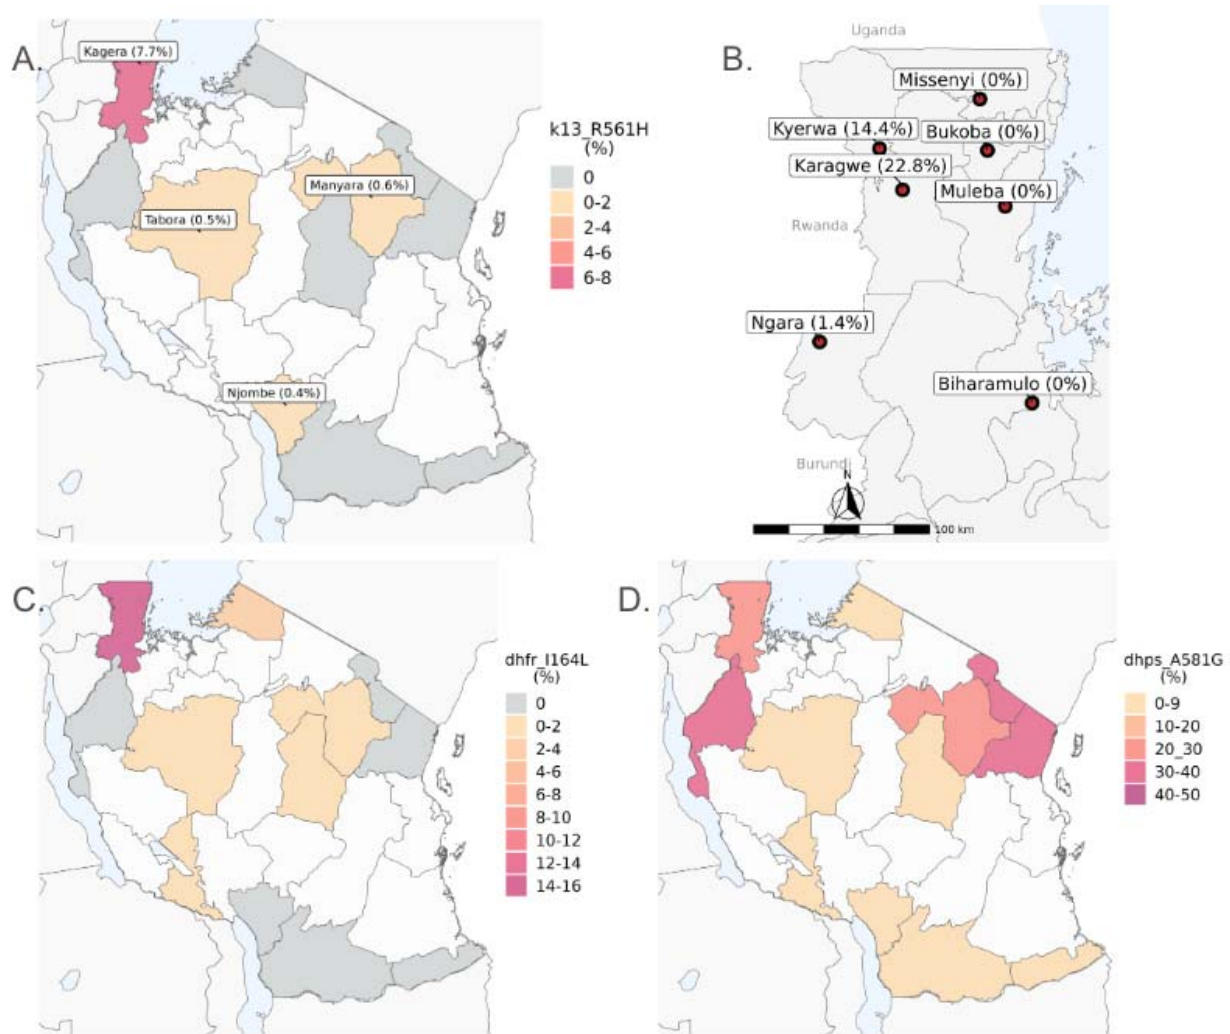 A.
Kagera (7.7%)
Manyara (0.6%)
Tabora (0.5%)
Njombe (0.4%)
k13_R561H
(%)
0
0-2
2-4
4-6
6-8
B.
Uganda
Missenyi (0%)
Kyerwa (14.4%)
Bukoba (0%)
Karagwe (22.8%)
Muleba (0%)
Rwanda
Ngara (1.4%)
Biharamulo (0%)
Burundi
N
100 km
C.
dhfr_I164L
(%)
0
0-2
2-4
4-6
6-8
8-10
10-12
12-14
14-16
D.
dhps_A581G
(%)
0-9
10-20
20_30
30-40
40-50